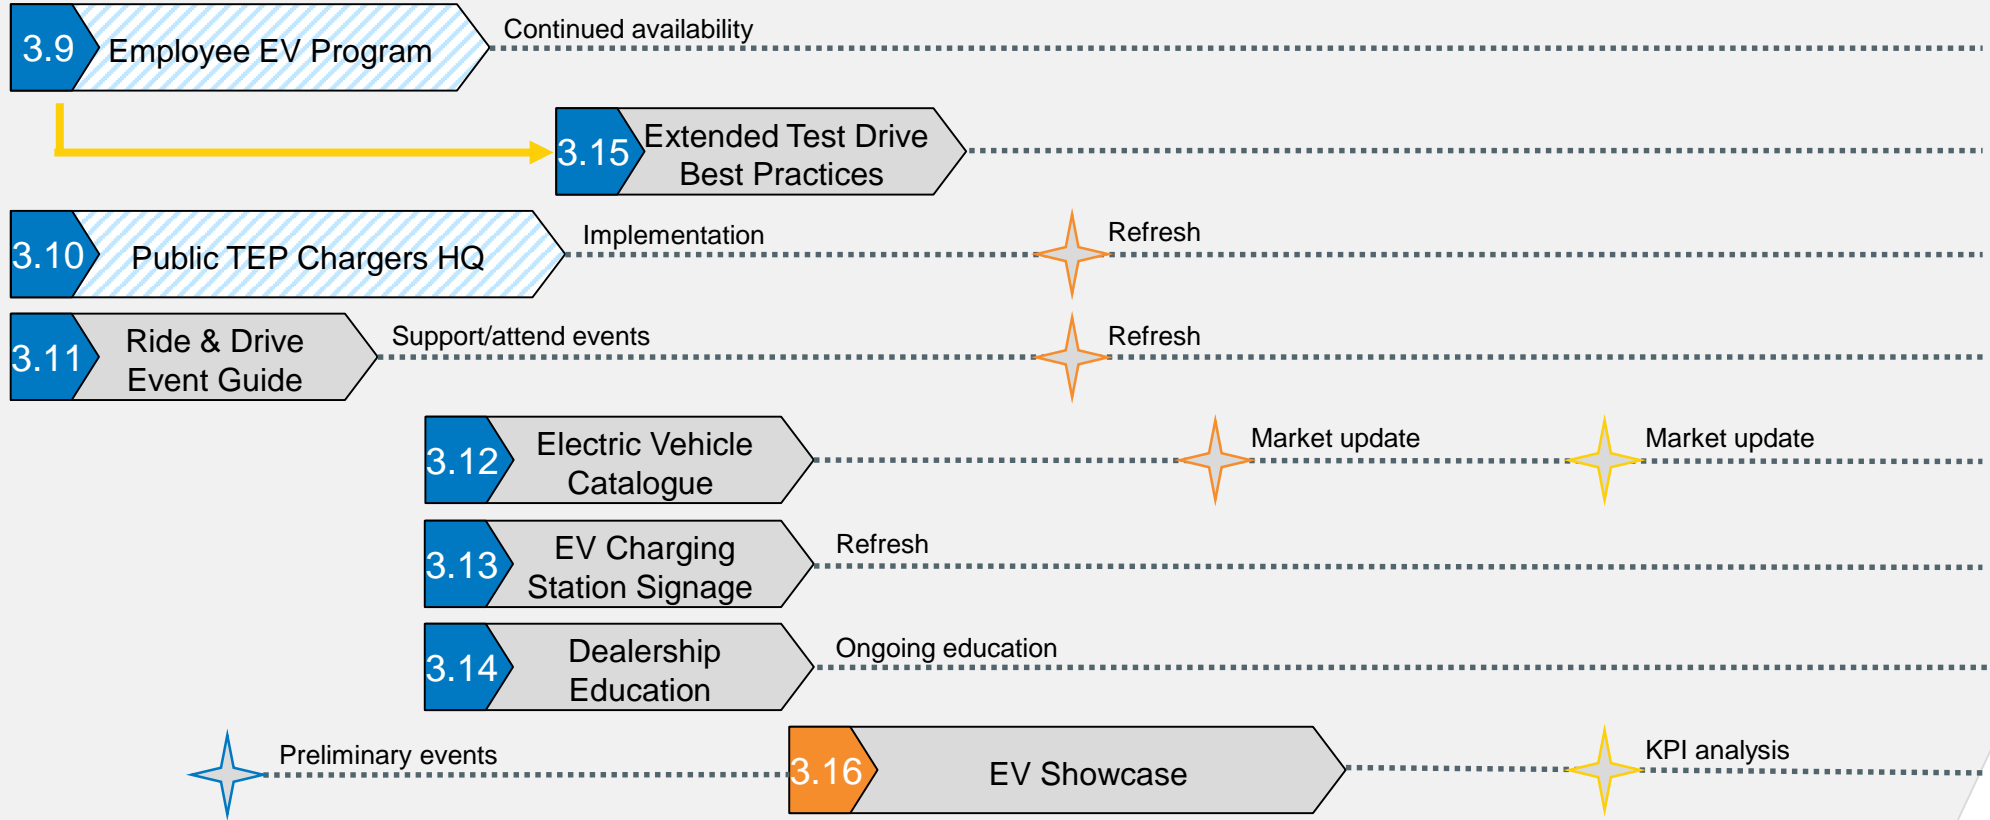 3.9
Employee EV Program
Continued availability
3.15
Extended Test Drive
Best Practices
3.10
Public TEP Chargers HQ
Implementation
Refresh
3.11
Ride & Drive
Event Guide
Support/attend events
Refresh
3.12
Electric Vehicle
Catalogue
Market update
Market update
3.13
EV Charging
Station Signage
Refresh
3.14
Dealership
Education
Ongoing education
Preliminary events
3.16
EV Showcase
KPI analysis